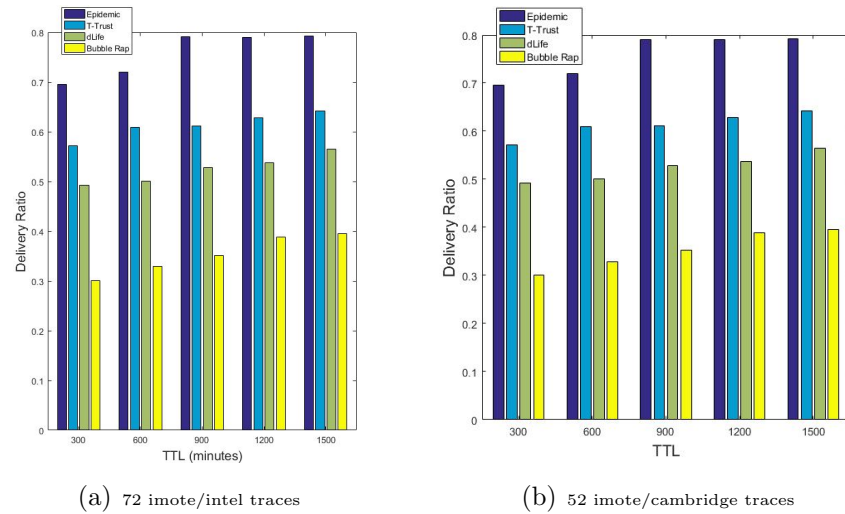 Epidemic
T-Trust
dLife
Bubble Rap
0.8
0.7
0.6
0.5
0.4
0.3
0.2
0.1
0
Delivery Ratio
300 600 900 1200 1500
TTL (minutes)
(a) 72 imote/intel traces
Epidemic
T-Trust
dLife
Bubble Rap
0.8
0.7
0.6
0.5
0.4
0.3
0.2
0.1
0
Delivery Ratio
300 600 900 1200 1500
TTL
(b) 52 imote/cambridge traces